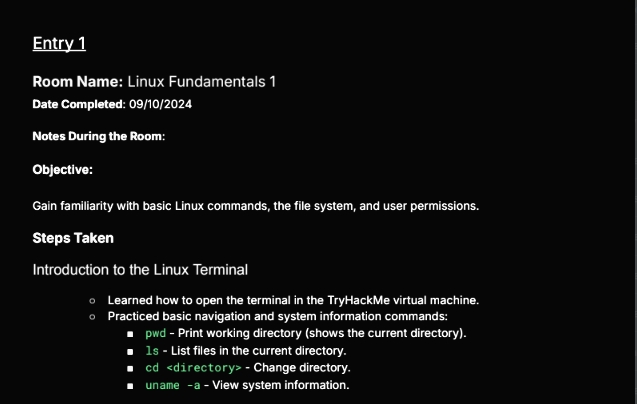 Entry 1
Room Name: Linux Fundamentals 1
Date Completed: 09/10/2024
Notes During the Room:
Objective:
Gain familiarity with basic Linux commands, the file system, and user permissions.
Steps Taken
Introduction to the Linux Terminal
○ Learned how to open the terminal in the TryHackMe virtual machine.
○ Practiced basic navigation and system information commands:
■ pwd - Print working directory (shows the current directory).
■ ls - List files in the current directory.
■ cd <directory> - Change directory.
■ uname -a - View system information.